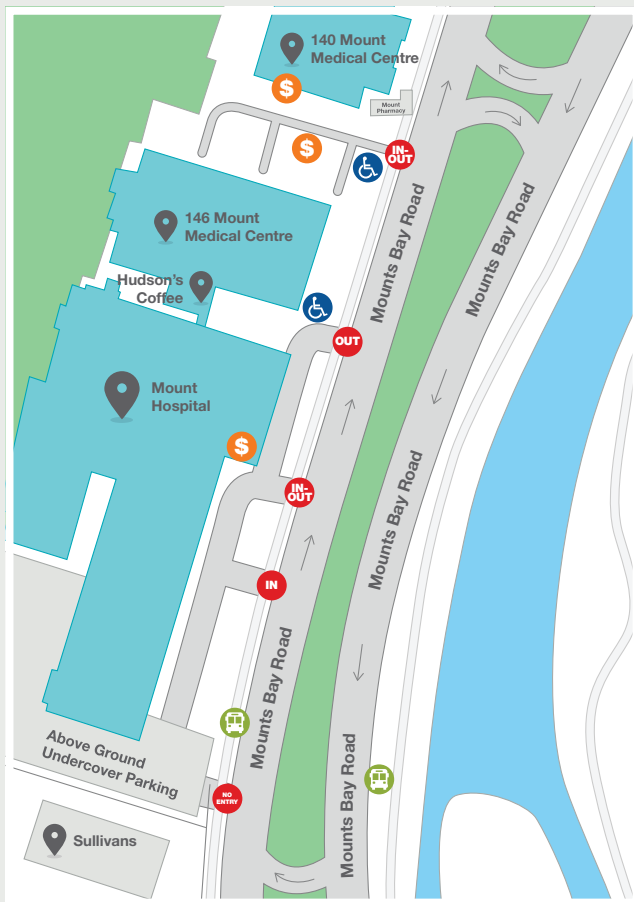 140 Mount
Medical Centre
$
Mount
Pharmacy
$
IN-
OUT
146 Mount
Medical Centre
Mounts Bay Road
Mounts Bay Road
Hudson's
Coffee
OUT
Mount
Hospital
$
IN-
OUT
Mounts Bay Road
IN
Mounts Bay Road
Above Ground
Undercover Parking
Mounts Bay Road
NO
ENTRY
Sullivans